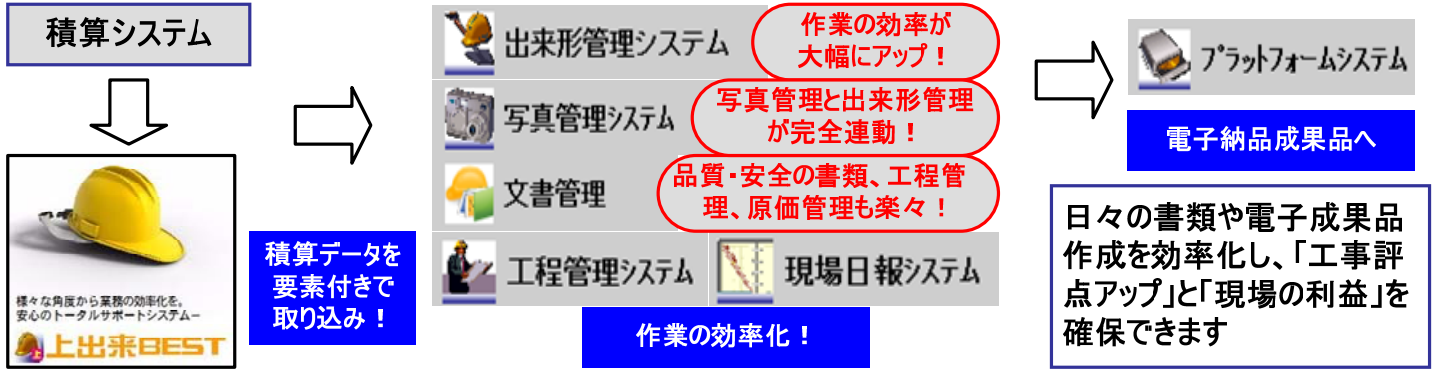 積算システム
様々な角度から業務の効率化を。
安心のトータルサポートシステムー
上出来BEST
積算データを
要素付きで
取り込み!
出来形管理システム
作業の効率が
大幅にアップ!
写真管理システム
写真管理と出来形管理
が完全連動!
文書管理
品質・安全の書類、工程管
理、原価管理も楽々!
工程管理システム
現場日報システム
作業の効率化!
プラットフォームシステム
電子納品成果品へ
日々の書類や電子成果品
作成を効率化し、「工事評
点アップ」と「現場の利益」を
確保できます